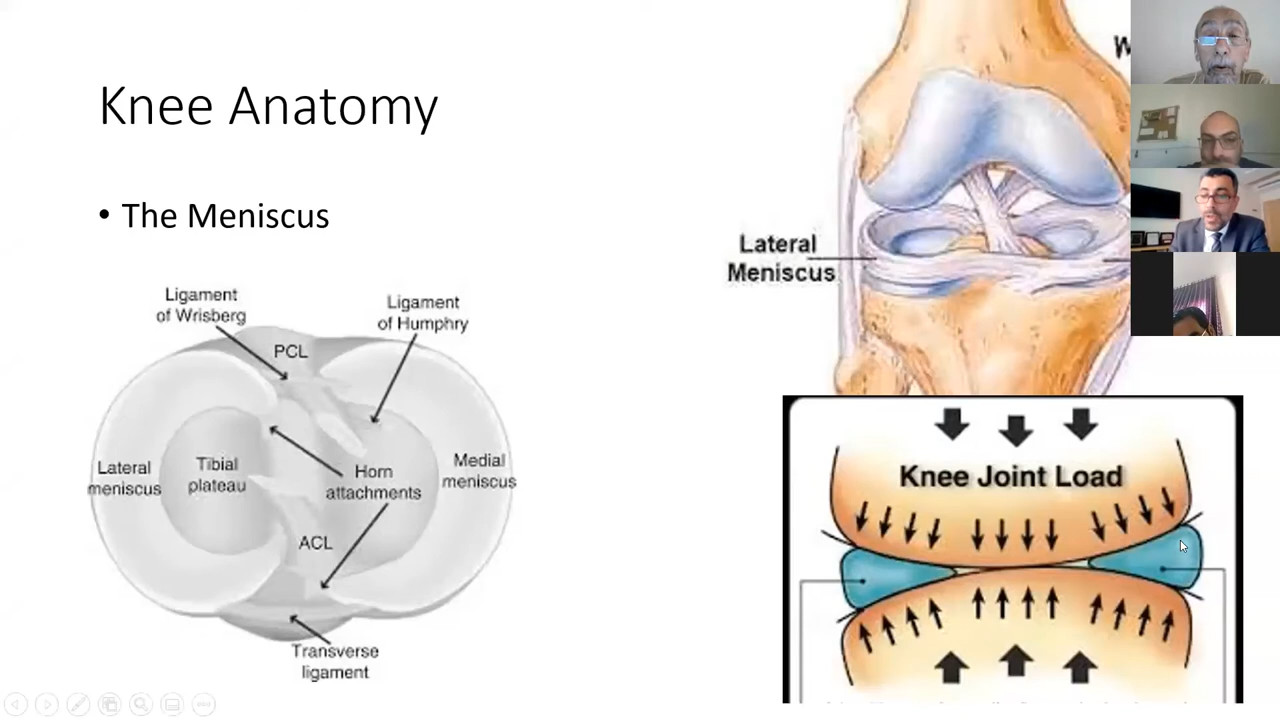 Knee Anatomy
• The Meniscus
Ligament
of Wrisberg
Ligament
of Humphry
PCL
Lateral
meniscus
Tibial
plateau
Horn
attachments
Medial
meniscus
ACL
Transverse
ligament
Lateral
Meniscus
Knee Joint Load